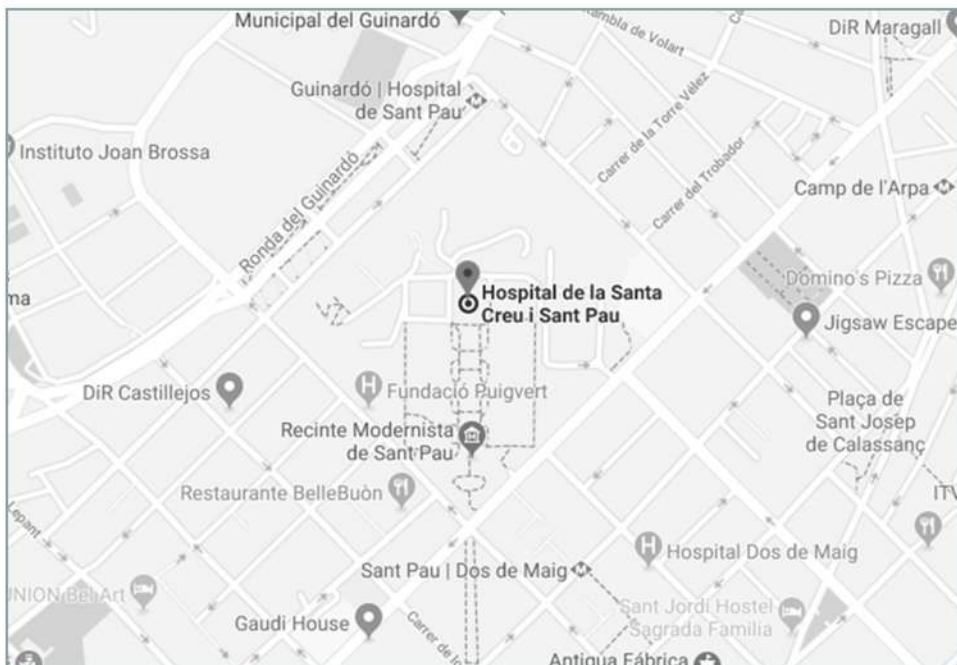 Municipal del Guinardó
Rambla de Volart
DiR Maragall
Guinardó | Hospital
de Sant Pau
Carrer de la Torre Vélez
Instituto Joan Brossa
Carrer del Trobador
Camp de l'Arpa
Ronda del Guinardó
Domino's Pizza
ma
Hospital de la Santa
Creu i Sant Pau
Jigsaw Escape
DiR Castillejos
Fundació Puigvert
Plaça de
Sant Josep
de Calassanç
Recinte Modernista
de Sant Pau
Restaurante BelleBuòn
ITV
Lepant
Hospital Dos de Maig
Sant Pau | Dos de Maig
UNION Bel Art
Sant Jordi Hostel
Sagrada Familia
Gaudi House
Carrer de
Antigua Fábrica